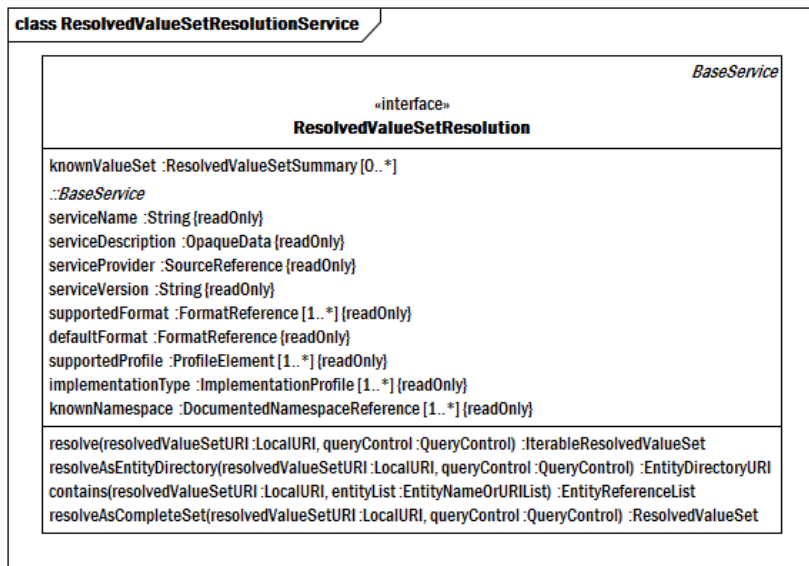 class ResolvedValueSetResolutionService
BaseService
«interface»
ResolvedValueSetResolution
knownValueSet :ResolvedValueSetSummary [0..*]
::BaseService
serviceName :String {readOnly}
serviceDescription :OpaqueData {readOnly}
serviceProvider :SourceReference {readOnly}
serviceVersion :String {readOnly}
supportedFormat :FormatReference [1..*] {readOnly}
defaultFormat :FormatReference {readOnly}
supportedProfile :ProfileElement [1..*] {readOnly}
implementationType :ImplementationProfile [1..*] {readOnly}
knownNamespace :DocumentedNamespaceReference [1..*] {readOnly}
resolve(resolvedValueSetURI :LocalURI, queryControl :QueryControl) :IterableResolvedValueSet
resolveAsEntityDirectory(resolvedValueSetURI :LocalURI, queryControl :QueryControl) :EntityDirectoryURI
contains(resolvedValueSetURI :LocalURI, entityList :EntityNameOrURIList) :EntityReferenceList
resolveAsCompleteSet(resolvedValueSetURI :LocalURI, queryControl :QueryControl) :ResolvedValueSet